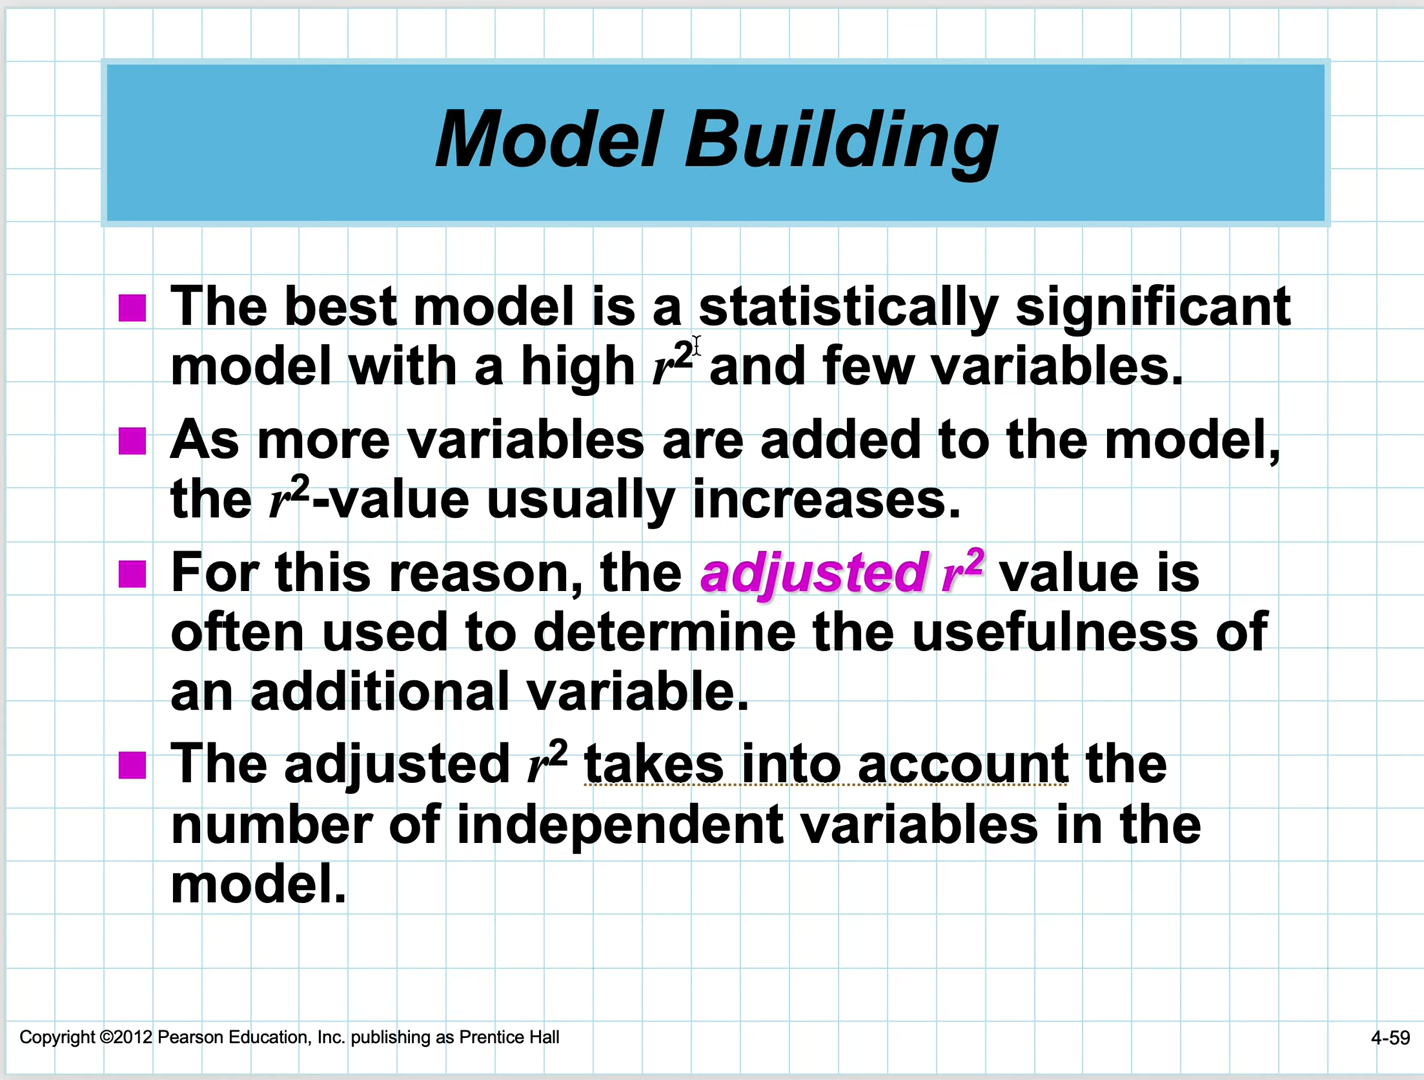 Model Building
The best model is a statistically significant
model with a high r² and few variables.
As more variables are added to the model,
the r²-value usually increases.
For this reason, the adjusted r² value is
often used to determine the usefulness of
an additional variable.
The adjusted r² takes into account the
number of independent variables in the
model.
Copyright ©2012 Pearson Education, Inc. publishing as Prentice Hall
4-59